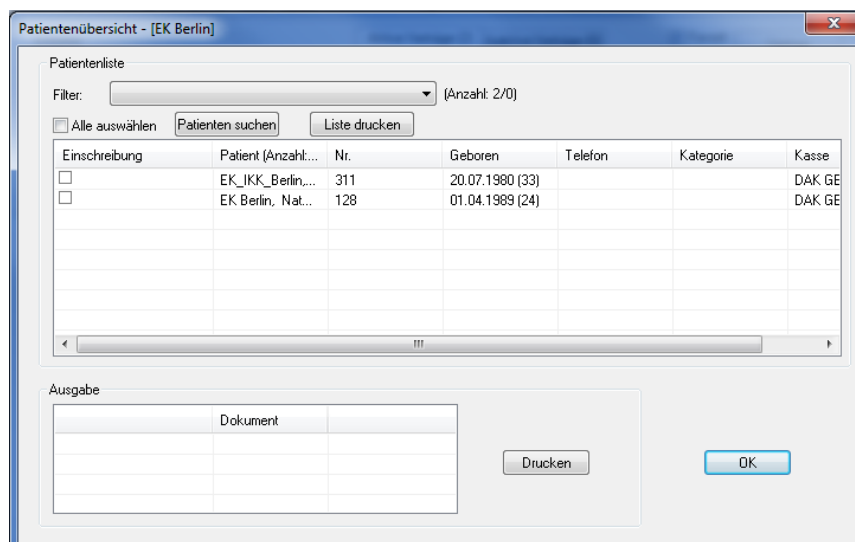 Patientenübersicht - [EK Berlin]
Patientenliste
Filter: (Anzahl: 2/0)
Alle auswählen Patienten suchen Liste drucken
Einschreibung Patient (Anzahl:... Nr. Geboren Telefon Kategorie Kasse
EK_IKK_Berlin,... 311 20.07.1980 (33) DAK GE
EK Berlin, Nat... 128 01.04.1989 (24) DAK GE
Ausgabe
Dokument
Drucken OK